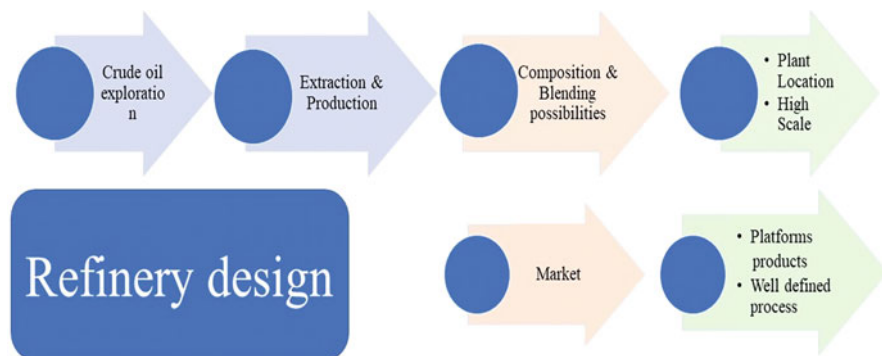 Crude oil
exploratio
n
Extraction &
Production
Composition &
Blending
possibilities
• Plant
Location
• High
Scale
Refinery design
Market
• Platforms
products
• Well defined
process